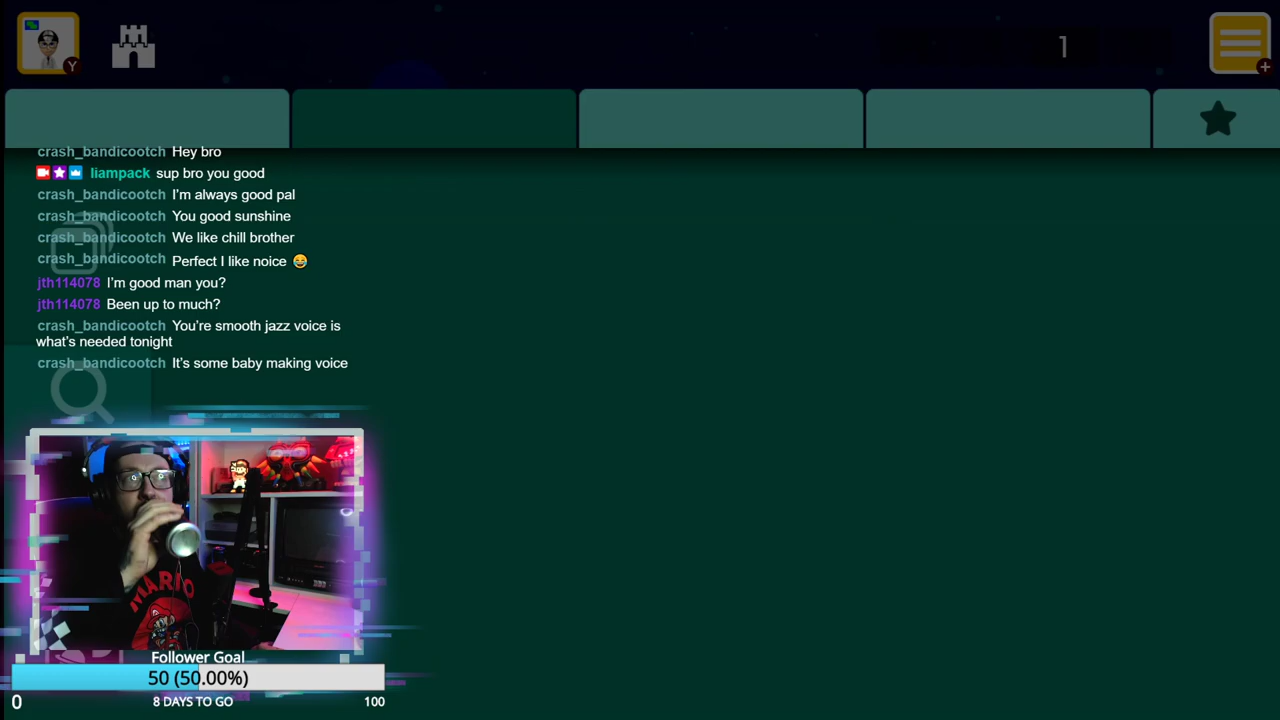 Y
1
+
crash_bandicootch Hey bro
liampack sup bro you good
crash_bandicootch I'm always good pal
crash_bandicootch You good sunshine
crash_bandicootch We like chill brother
crash_bandicootch Perfect I like noice 😂
jth114078 I'm good man you?
jth114078 Been up to much?
crash_bandicootch You're smooth jazz voice is
what's needed tonight
crash_bandicootch It's some baby making voice
MARIO
Follower Goal
50 (50.00%)
0 8 DAYS TO GO 100